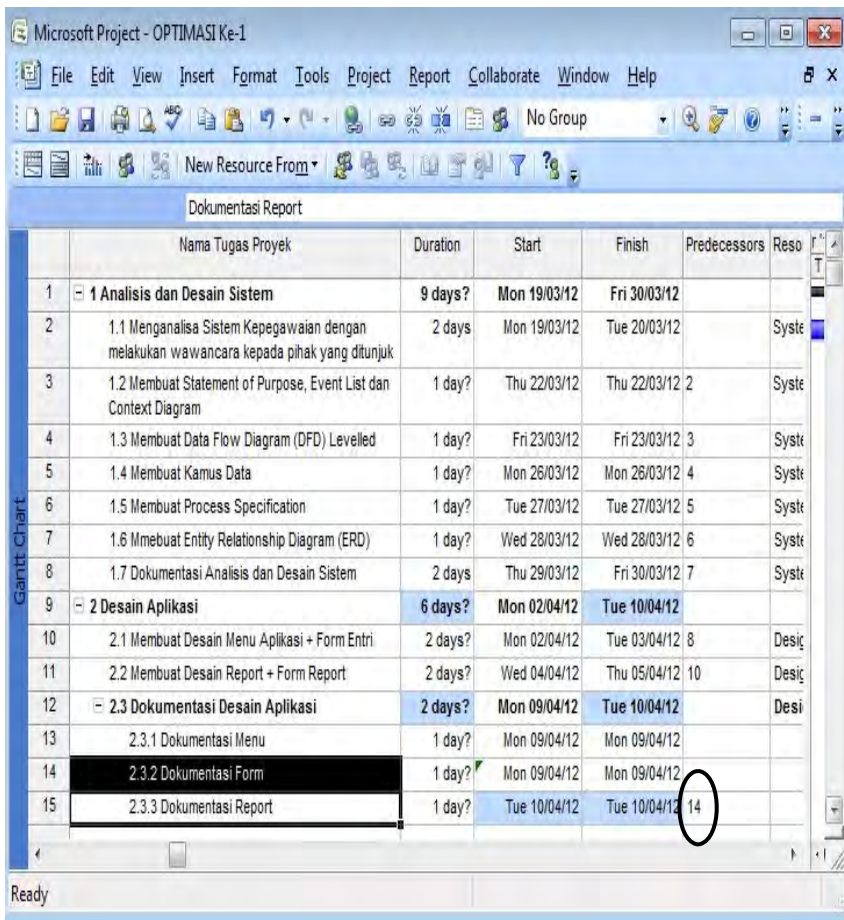 Microsoft Project - OPTIMASI Ke-1
File Edit View Insert Format Tools Project Report Collaborate Window Help
No Group
New Resource From
Dokumentasi Report
Nama Tugas Proyek Duration Start Finish Predecessors Reso
T
1 1 Analisis dan Desain Sistem 9 days? Mon 19/03/12 Fri 30/03/12
2 1.1 Menganalisa Sistem Kepegawaian dengan 2 days Mon 19/03/12 Tue 20/03/12 Syste
melakukan wawancara kepada pihak yang ditunjuk
3 1.2 Membuat Statement of Purpose, Event List dan 1 day? Thu 22/03/12 Thu 22/03/12 2 Syste
Context Diagram
4 1.3 Membuat Data Flow Diagram (DFD) Levelled 1 day? Fri 23/03/12 Fri 23/03/12 3 Syste
5 1.4 Membuat Kamus Data 1 day? Mon 26/03/12 Mon 26/03/12 4 Syste
6 1.5 Membuat Process Specification 1 day? Tue 27/03/12 Tue 27/03/12 5 Syste
7 1.6 Mmebuat Entity Relationship Diagram (ERD) 1 day? Wed 28/03/12 Wed 28/03/12 6 Syste
8 1.7 Dokumentasi Analisis dan Desain Sistem 2 days Thu 29/03/12 Fri 30/03/12 7 Syste
9 2 Desain Aplikasi 6 days? Mon 02/04/12 Tue 10/04/12
10 2.1 Membuat Desain Menu Aplikasi + Form Entri 2 days? Mon 02/04/12 Tue 03/04/12 8 Desig
11 2.2 Membuat Desain Report + Form Report 2 days? Wed 04/04/12 Thu 05/04/12 10 Desig
12 2.3 Dokumentasi Desain Aplikasi 2 days? Mon 09/04/12 Tue 10/04/12 Desi
13 2.3.1 Dokumentasi Menu 1 day? Mon 09/04/12 Mon 09/04/12
14 2.3.2 Dokumentasi Form 1 day? Mon 09/04/12 Mon 09/04/12
15 2.3.3 Dokumentasi Report 1 day? Tue 10/04/12 Tue 10/04/12 14
Gantt Chart
Ready